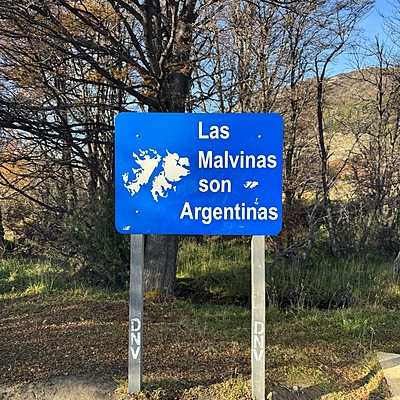 Las
Malvinas
son
Argentinas
DNV
DNV